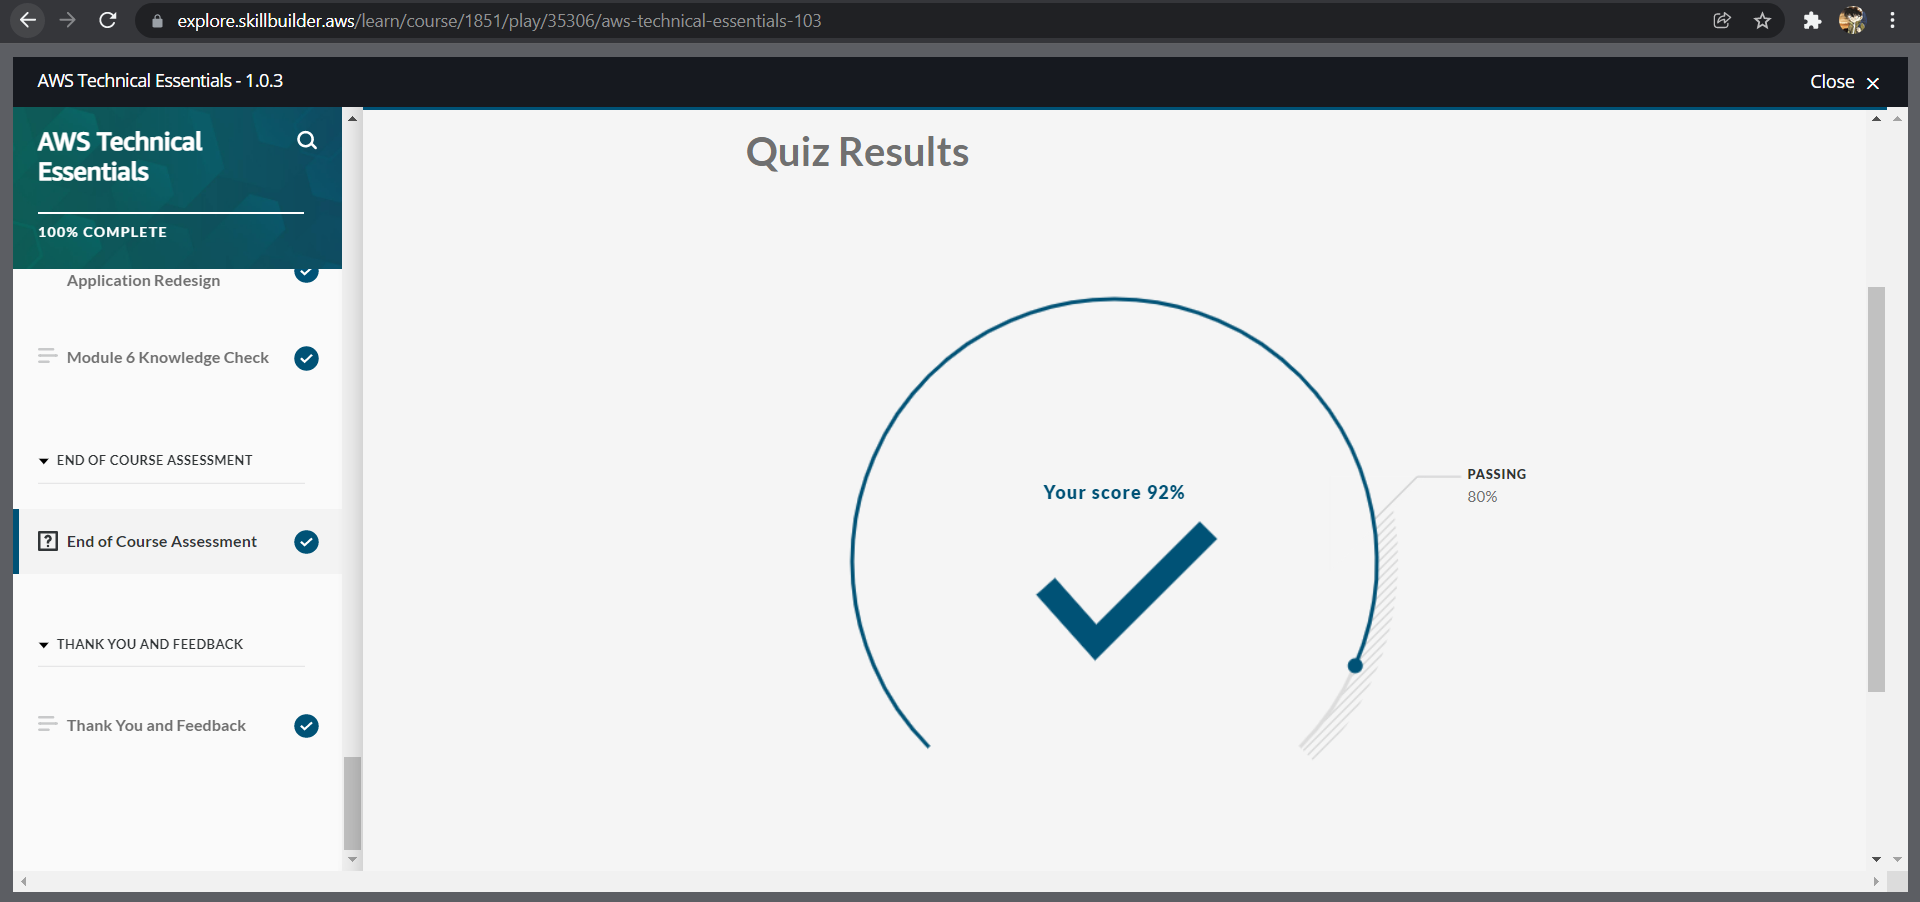 explore.skillbuilder.aws/learn/course/1851/play/35306/aws-technical-essentials-103
AWS Technical Essentials - 1.0.3
Close
AWS Technical
Essentials
100% COMPLETE
Application Redesign
Module 6 Knowledge Check
END OF COURSE ASSESSMENT
End of Course Assessment
THANK YOU AND FEEDBACK
Thank You and Feedback
Quiz Results
Your score 92%
PASSING
80%